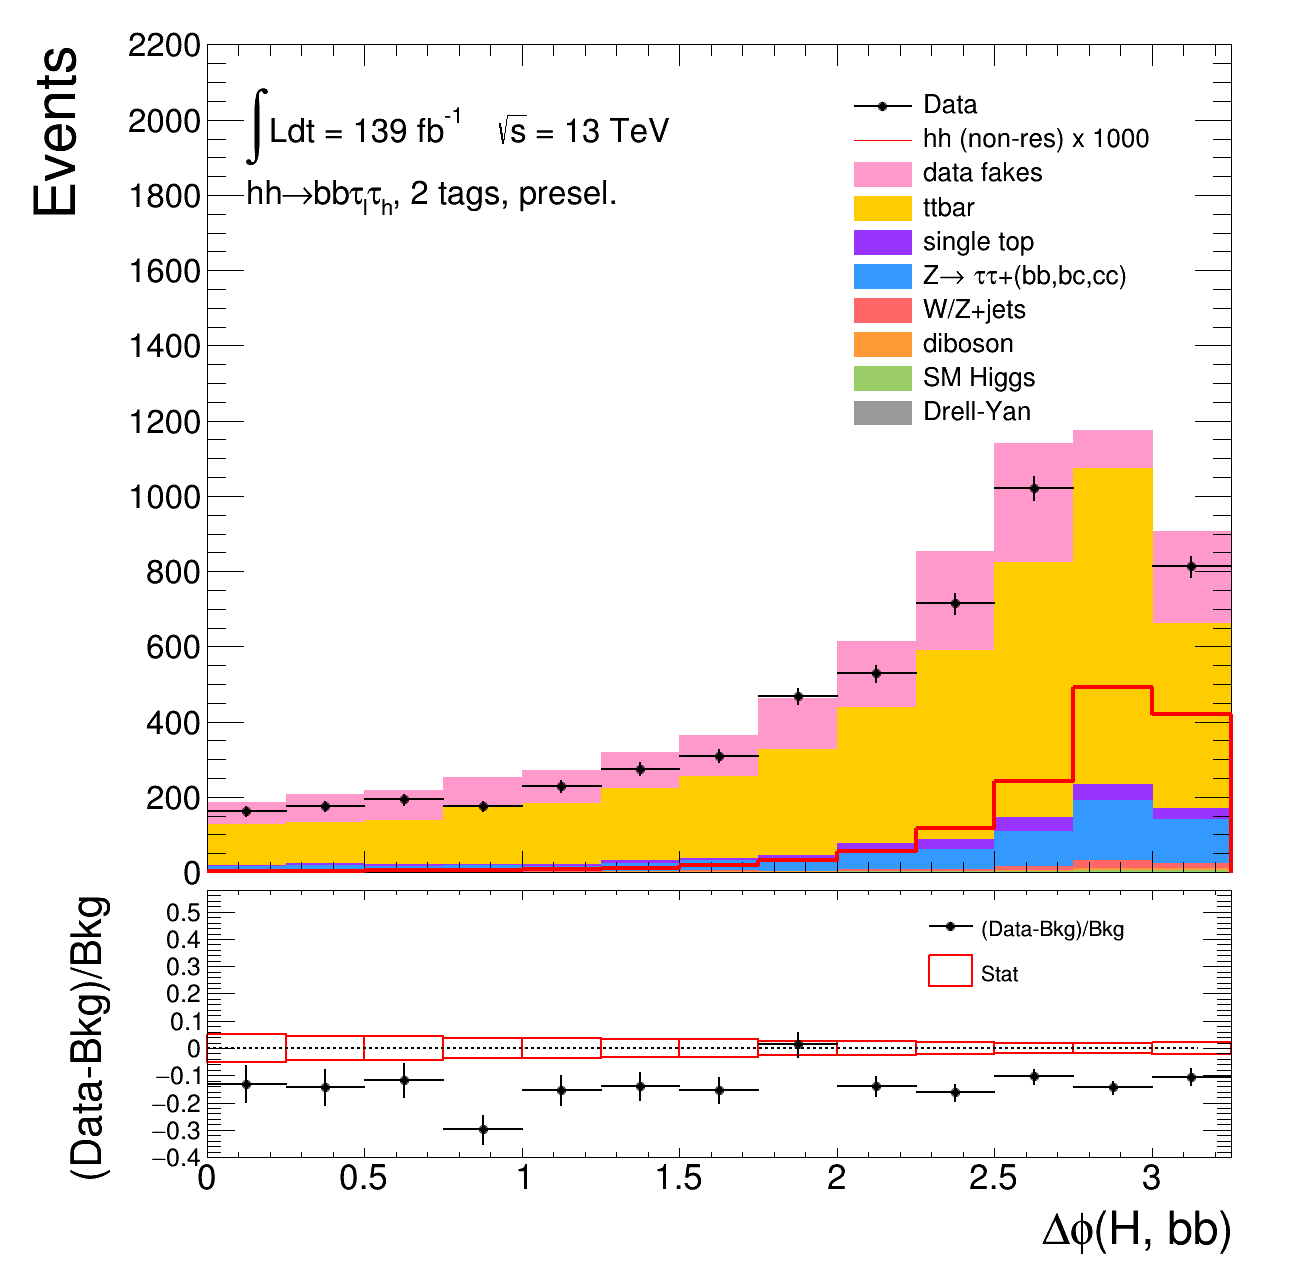 Events
2200
2000
1800
1600
1400
1200
1000
800
600
400
200
0
∫Ldt = 139 fb⁻¹ √s = 13 TeV
hh→bbτₗτₕ, 2 tags, presel.
Data
hh (non-res) x 1000
data fakes
ttbar
single top
Z→ ττ+(bb,bc,cc)
W/Z+jets
diboson
SM Higgs
Drell-Yan
(Data-Bkg)/Bkg
0.5
0.4
0.3
0.2
0.1
0
−0.1
−0.2
−0.3
−0.4
(Data-Bkg)/Bkg
Stat
0 0.5 1 1.5 2 2.5 3
Δϕ(H, bb)